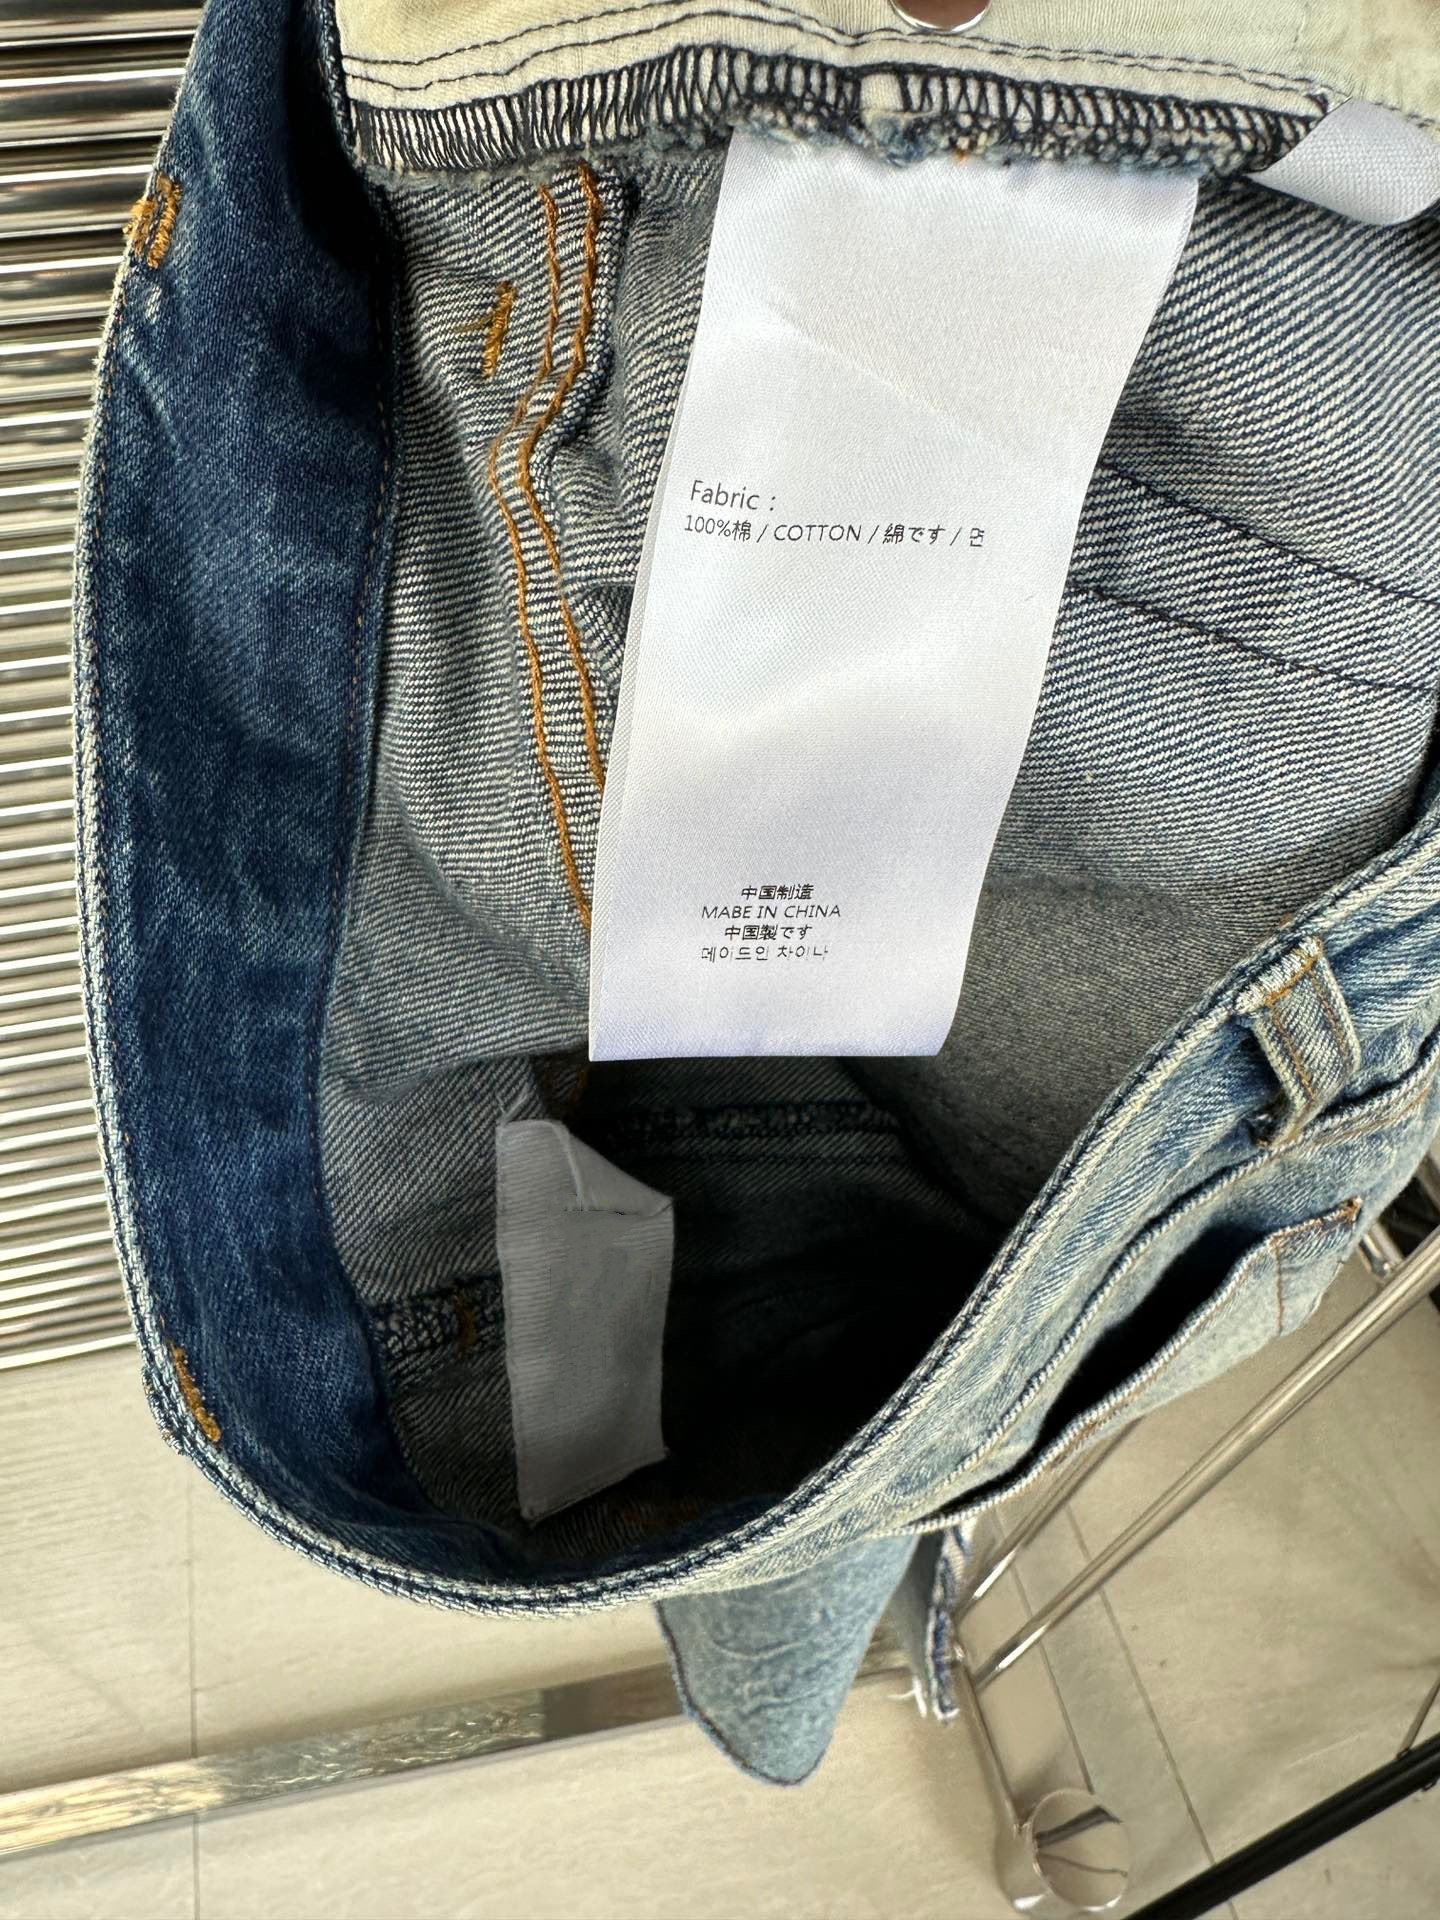 Fabric :
100%棉 / COTTON / 綿です / 면
中国制造
MABE IN CHINA
中国製です
메이드인 차이나